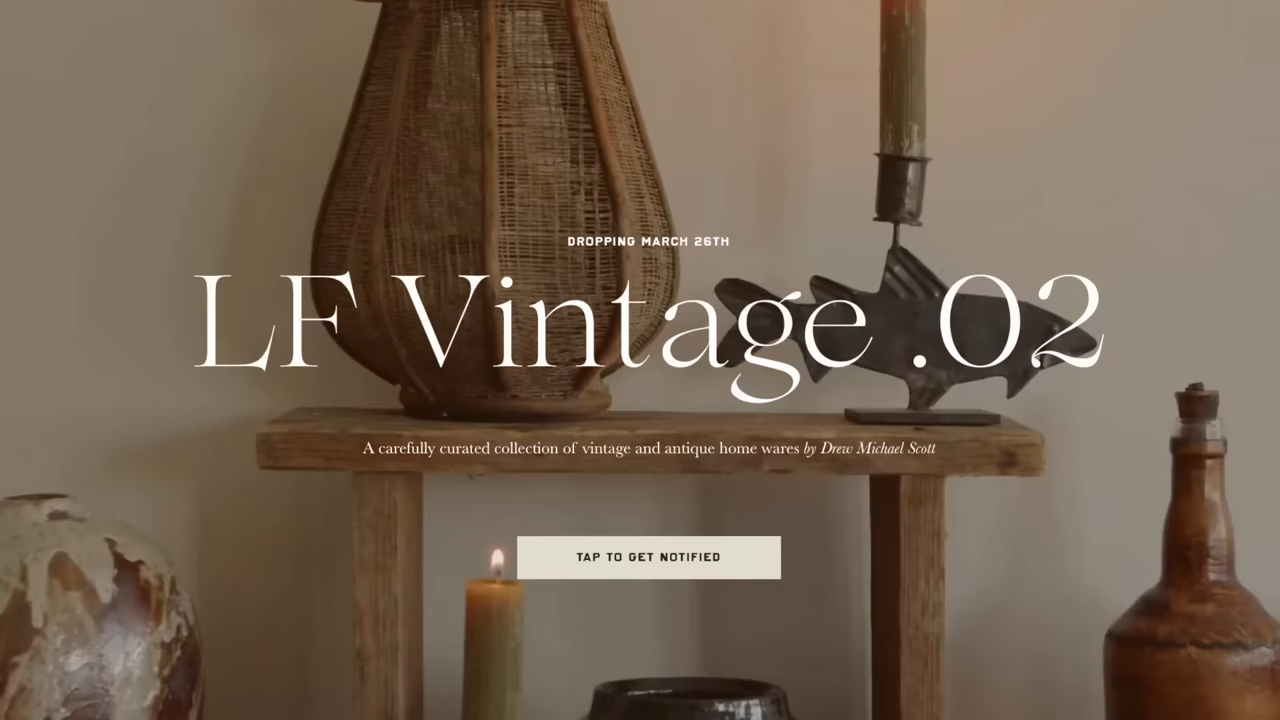 DROPPING MARCH 26TH
LF Vintage .02
A carefully curated collection of vintage and antique home wares by Drew Michael Scott
TAP TO GET NOTIFIED